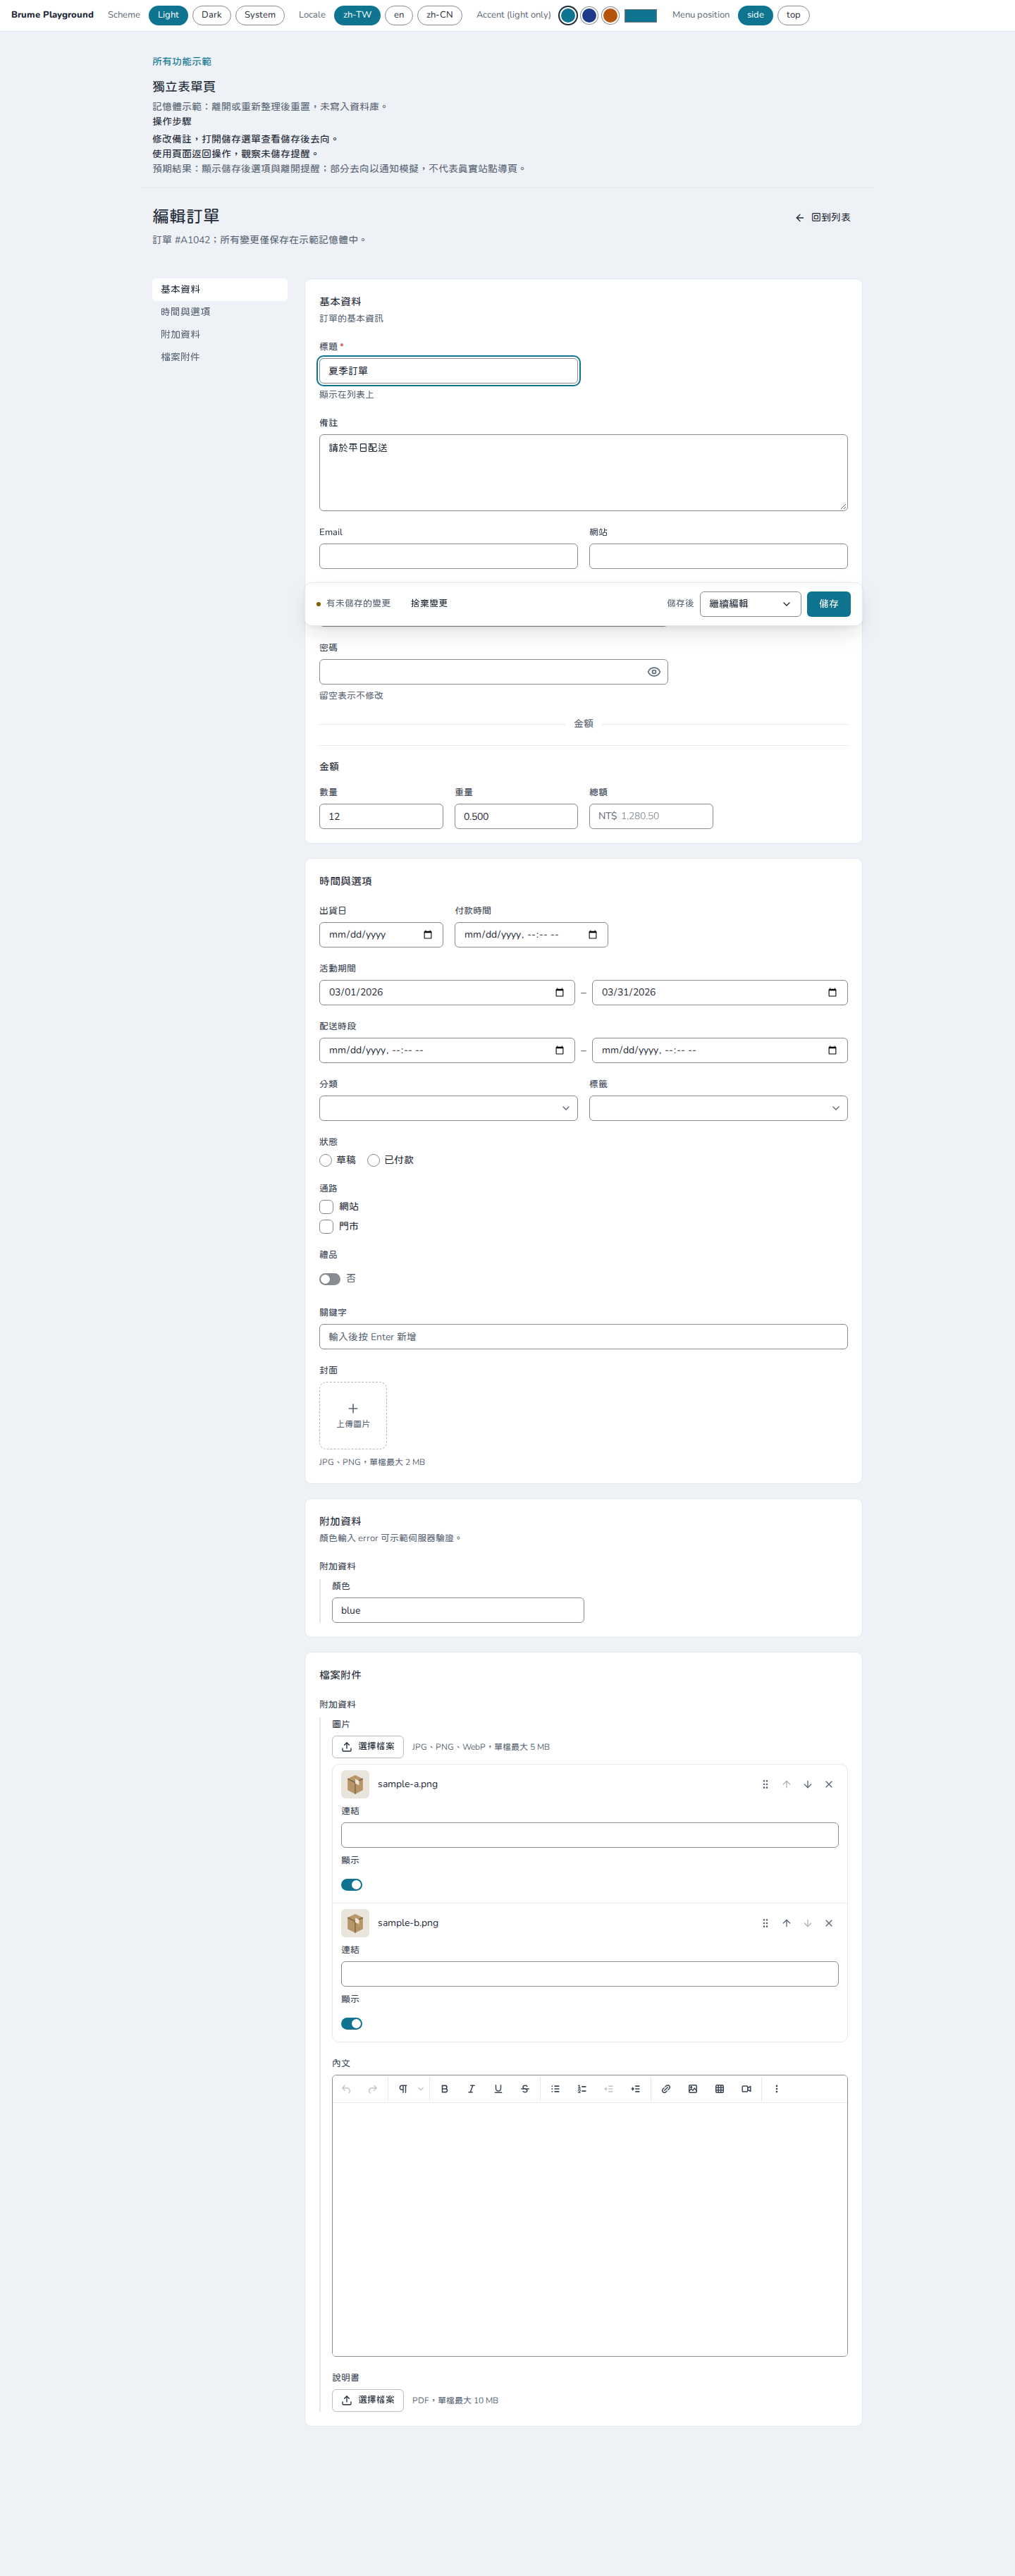 Brume Playground Scheme Light Dark System Locale zh-TW en zh-CN Accent (light only) Menu position side top
所有功能示範
獨立表單頁
記憶體示範：離開或重新整理後重置，未寫入資料庫。
操作步驟
修改備註，打開儲存選單查看儲存後去向。
使用頁面返回操作，觀察未儲存提醒。
預期結果：顯示儲存後選項與離開提醒；部分去向以通知模擬，不代表真實站點導頁。
編輯訂單
回到列表
訂單 #A1042；所有變更僅保存在示範記憶體中。
基本資料
時間與選項
附加資料
檔案附件
基本資料
訂單的基本資訊
標題 *
夏季訂單
顯示在列表上
備註
請於平日配送
Email 網站
有未儲存的變更 捨棄變更 儲存後 繼續編輯 儲存
密碼
留空表示不修改
金額
金額
數量 重量 總額
12 0.500 NT$ 1,280.50
時間與選項
出貨日 付款時間
mm/dd/yyyy mm/dd/yyyy, --:-- --
活動期間
03/01/2026 – 03/31/2026
配送時段
mm/dd/yyyy, --:-- -- – mm/dd/yyyy, --:-- --
分類 標籤
狀態
草稿 已付款
通路
網站
門市
禮品
否
關鍵字
輸入後按 Enter 新增
封面
上傳圖片
JPG、PNG，單檔最大 2 MB
附加資料
顏色輸入 error 可示範伺服器驗證。
附加資料
顏色
blue
檔案附件
附加資料
圖片
選擇檔案 JPG、PNG、WebP，單檔最大 5 MB
sample-a.png
連結
顯示
sample-b.png
連結
顯示
內文
說明書
選擇檔案 PDF，單檔最大 10 MB